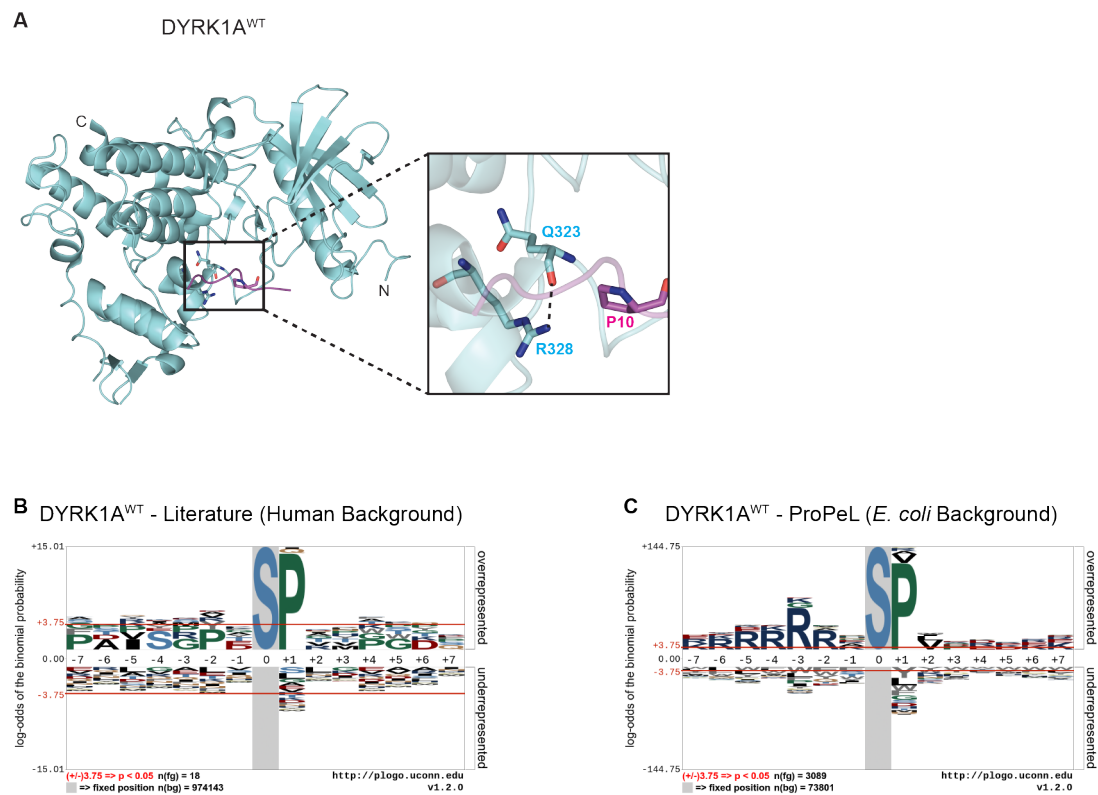 A
DYRK1A^WT
C
N
Q323
P10
R328
B
DYRK1A^WT - Literature (Human Background)
+15.01
+3.75
0.00
-3.75
-15.01
log-odds of the binomial probability
overrepresented
underrepresented
S P
-7 -6 -5 -4 -3 -2 -1 0 +1 +2 +3 +4 +5 +6 +7
(+/-)3.75 => p < 0.05 n(fg) = 18
=> fixed position n(bg) = 974143
http://plogo.uconn.edu
v1.2.0
C
DYRK1A^WT - ProPeL (E. coli Background)
+144.75
+3.75
0.00
-3.75
-144.75
log-odds of the binomial probability
overrepresented
underrepresented
R R S P
-7 -6 -5 -4 -3 -2 -1 0 +1 +2 +3 +4 +5 +6 +7
(+/-)3.75 => p < 0.05 n(fg) = 3089
=> fixed position n(bg) = 73801
http://plogo.uconn.edu
v1.2.0